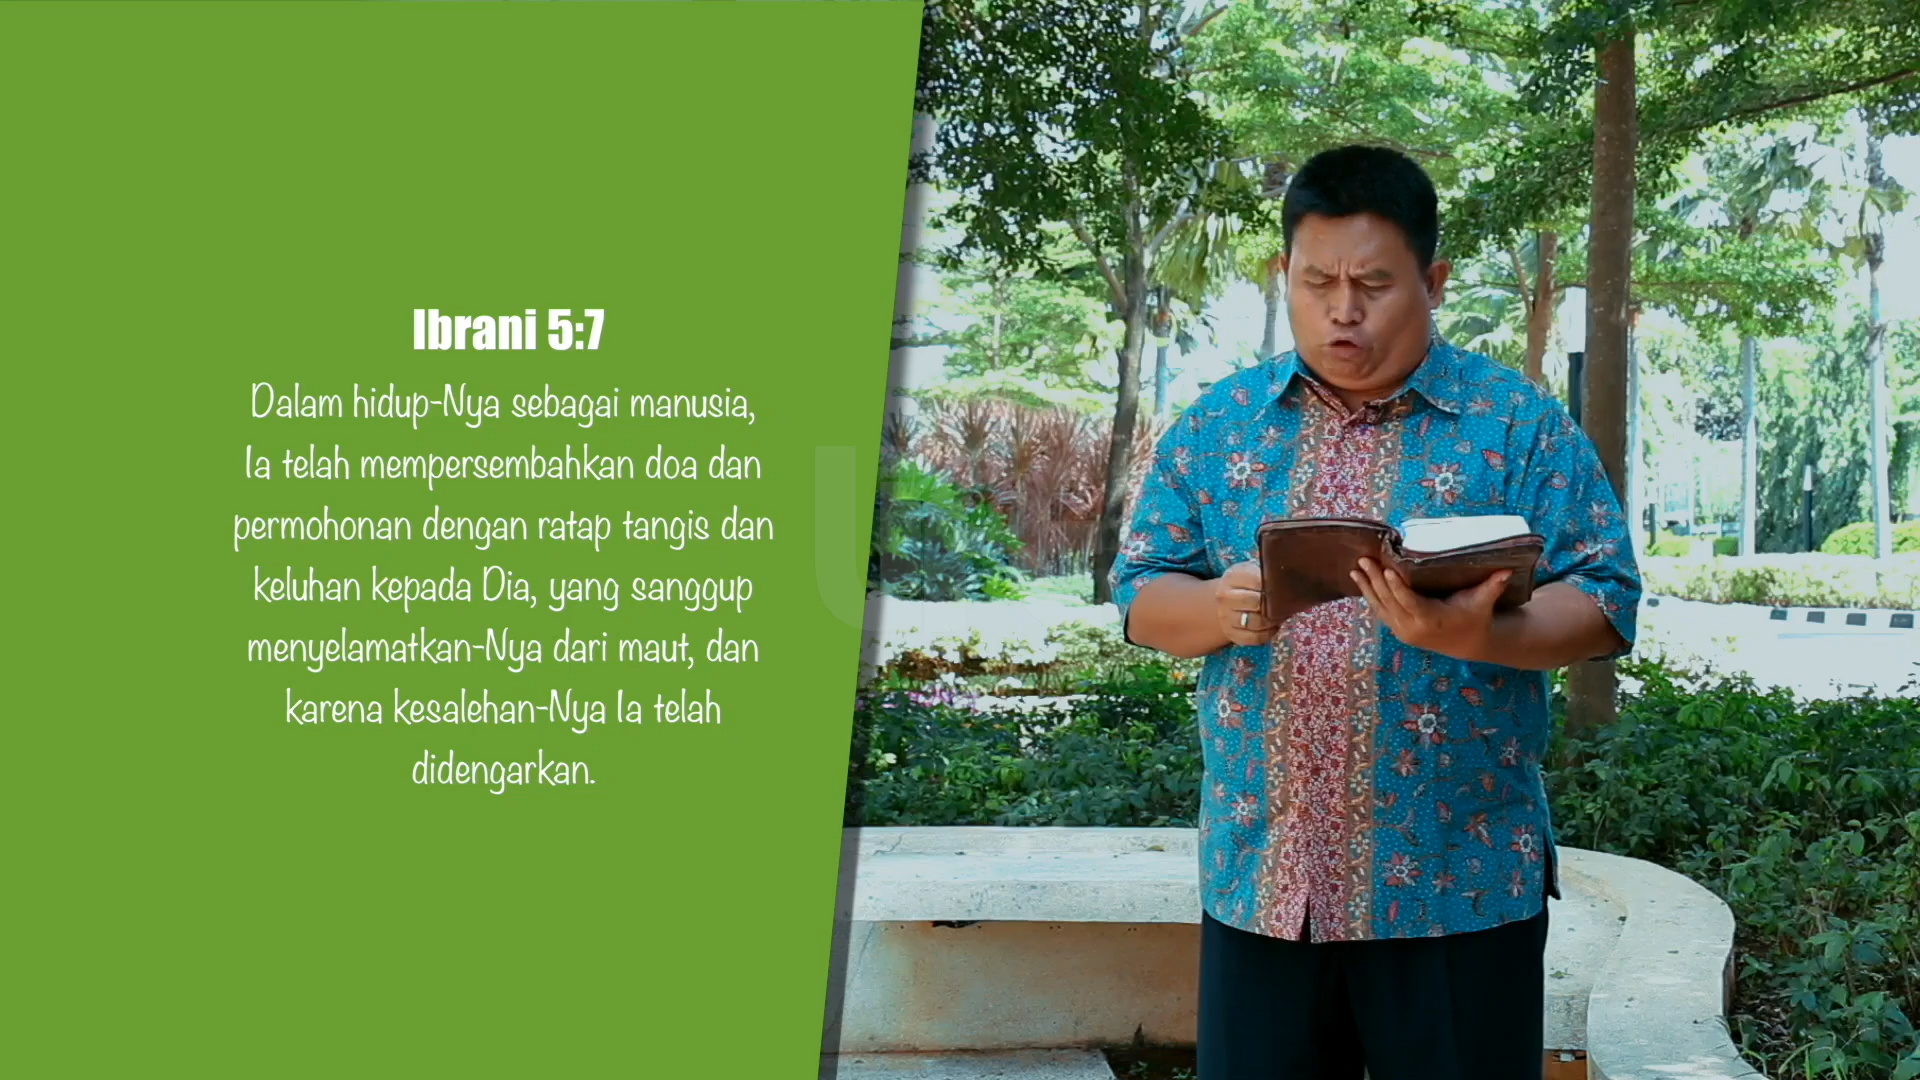 Ibrani 5:7
Dalam hidup-Nya sebagai manusia,
Ia telah mempersembahkan doa dan
permohonan dengan ratap tangis dan
keluhan kepada Dia, yang sanggup
menyelamatkan-Nya dari maut, dan
karena kesalehan-Nya Ia telah
didengarkan.